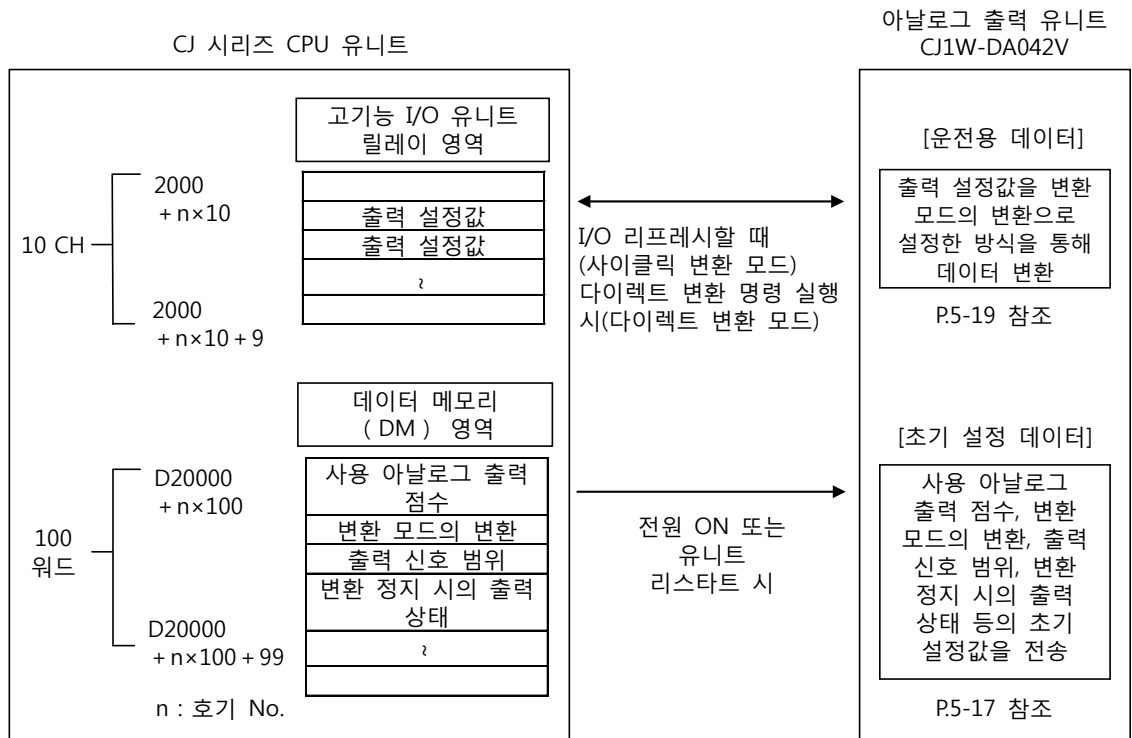 CJ 시리즈 CPU 유니트
아날로그 출력 유니트
CJ1W-DA042V
고기능 I/O 유니트
릴레이 영역
10 CH
2000
+n×10
출력 설정값
출력 설정값
~
2000
+n×10+9
I/O 리프레시할 때
(사이클릭 변환 모드)
다이렉트 변환 명령 실행
시(다이렉트 변환 모드)
[운전용 데이터]
출력 설정값을 변환
모드의 변환으로
설정한 방식을 통해
데이터 변환
P.5-19 참조
데이터 메모리
( DM ) 영역
100
워드
D20000
+n×100
사용 아날로그 출력
점수
변환 모드의 변환
출력 신호 범위
변환 정지 시의 출력
상태
~
D20000
+n×100+99
n : 호기 No.
전원 ON 또는
유니트
리스타트 시
[초기 설정 데이터]
사용 아날로그
출력 점수, 변환
모드의 변환, 출력
신호 범위, 변환
정지 시의 출력
상태 등의 초기
설정값을 전송
P.5-17 참조